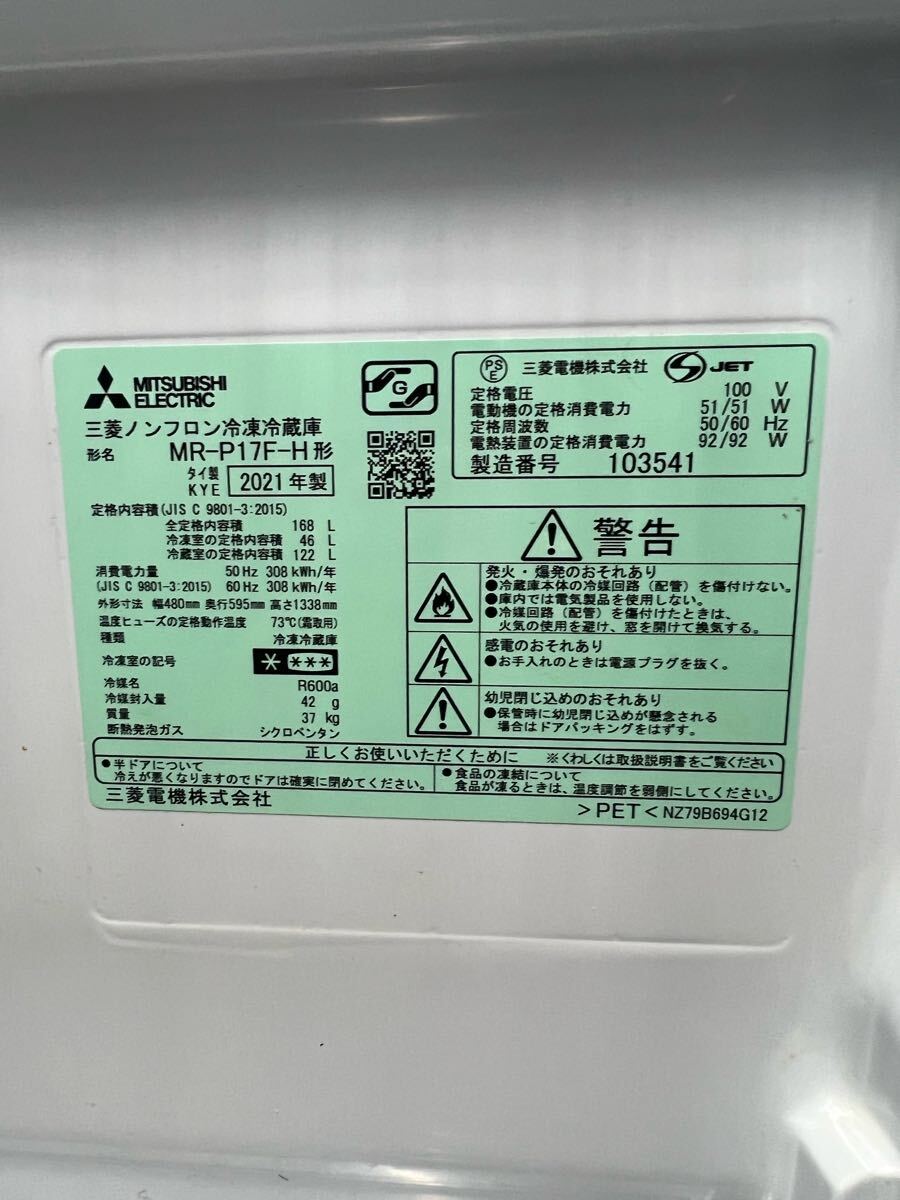 MITSUBISHI
ELECTRIC
G
三菱ノンフロン冷凍冷蔵庫
形名 MR-P17F-H形
タイ製
KYE 2021年製
定格内容積(JIS C 9801-3:2015)
全定格内容積 168 L
冷凍室の定格内容積 46 L
冷蔵室の定格内容積 122 L
消費電力量 50 Hz 308 kWh/年
(JIS C 9801-3:2015) 60 Hz 308 kWh/年
外形寸法 幅480mm 奥行595mm 高さ1338mm
温度ヒューズの定格動作温度 73℃(霜取用)
種類 冷凍冷蔵庫
冷凍室の記号 * ***
冷媒名 R600a
冷媒封入量 42 g
質量 37 kg
断熱発泡ガス シクロペンタン
PS
E 三菱電機株式会社 S JET
定格電圧 100 V
電動機の定格消費電力 51/51 W
定格周波数 50/60 Hz
電熱装置の定格消費電力 92/92 W
製造番号 103541
警告
発火・爆発のおそれあり
●冷蔵庫本体の冷媒回路(配管)を傷付けない。
●庫内では電気製品を使用しない。
●冷媒回路(配管)を傷付けたときは、
火気の使用を避け、窓を開けて換気する。
感電のおそれあり
●お手入れのときは電源プラグを抜く。
幼児閉じ込めのおそれあり
●保管時に幼児閉じ込めが懸念される
場合はドアパッキングをはずす。
正しくお使いいただくために ※くわしくは取扱説明書をご覧ください
●半ドアについて
冷えが悪くなりますのでドアは確実に閉めてください。
●食品の凍結について
食品が凍るときは、温度調節を弱側にしてください。
三菱電機株式会社
>PET< NZ79B694G12